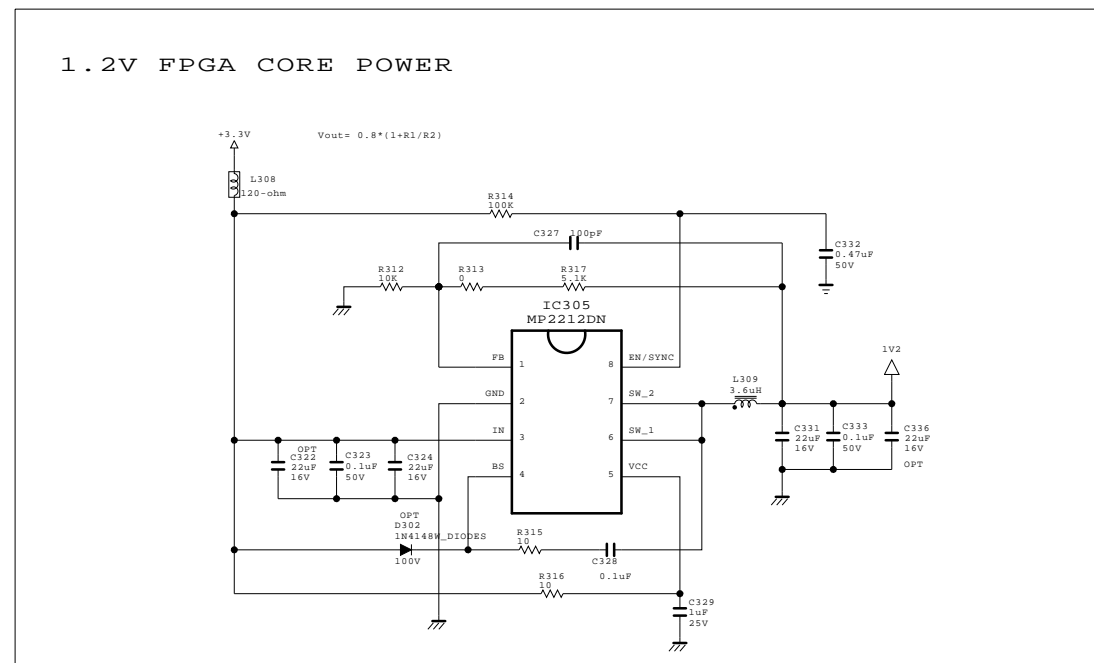 1.2V FPGA CORE POWER
+3.3V
Vout= 0.8*(1+R1/R2)
L308
120-ohm
R314
100K
C327 100pF
C332
0.47uF
50V
R312
10K
R313
0
R317
5.1K
IC305
MP2212DN
FB
1
8
EN/SYNC
GND
2
7
SW_2
IN
3
6
SW_1
BS
4
5
VCC
L309
3.6uH
1V2
OPT
C322
22uF
16V
C323
0.1uF
50V
C324
22uF
16V
C331
22uF
16V
C333
0.1uF
50V
C336
22uF
16V
OPT
OPT
D302
1N4148W_DIODES
100V
R315
10
C328
0.1uF
R316
10
C329
1uF
25V